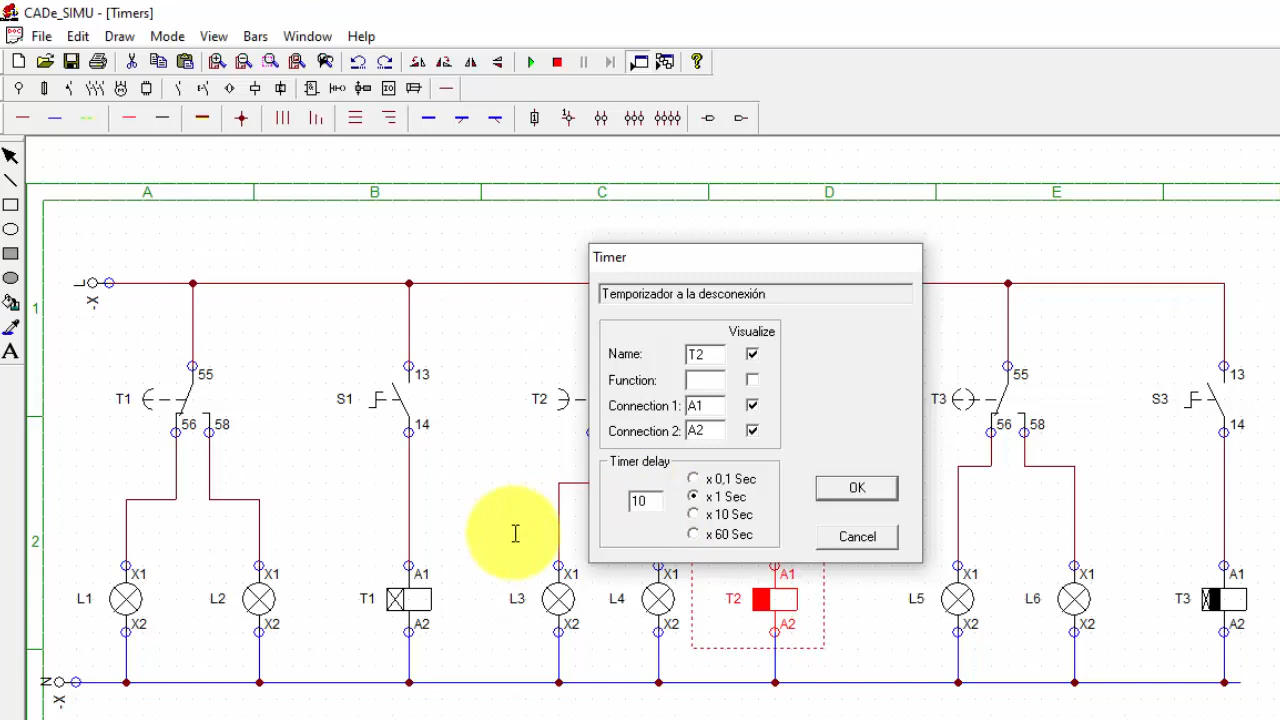 CADe_SIMU - [Timers]
File Edit Draw Mode View Bars Window Help
A B C D E
Timer
Temporizador a la desconexión
Visualize
Name: T2
Function:
Connection 1: A1
Connection 2: A2
Timer delay
10
x 0,1 Sec
x 1 Sec
x 10 Sec
x 60 Sec
OK
Cancel
L
-X
1
55 13 55 13
T1 S1 T2 T3 S3
56 58 14 56 58 14
2
X1 X1 A1 X1 X1 A1 X1 X1 A1
L1 L2 T1 L3 L4 T2 L5 L6 T3
X2 X2 A2 X2 X2 A2 X2 X2 A2
N
-X
A